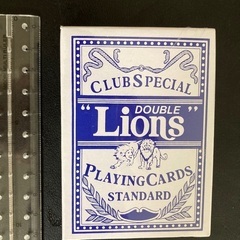 CLUB SPECIAL
DOUBLE
"Lions"
PLAYING CARDS
STANDARD